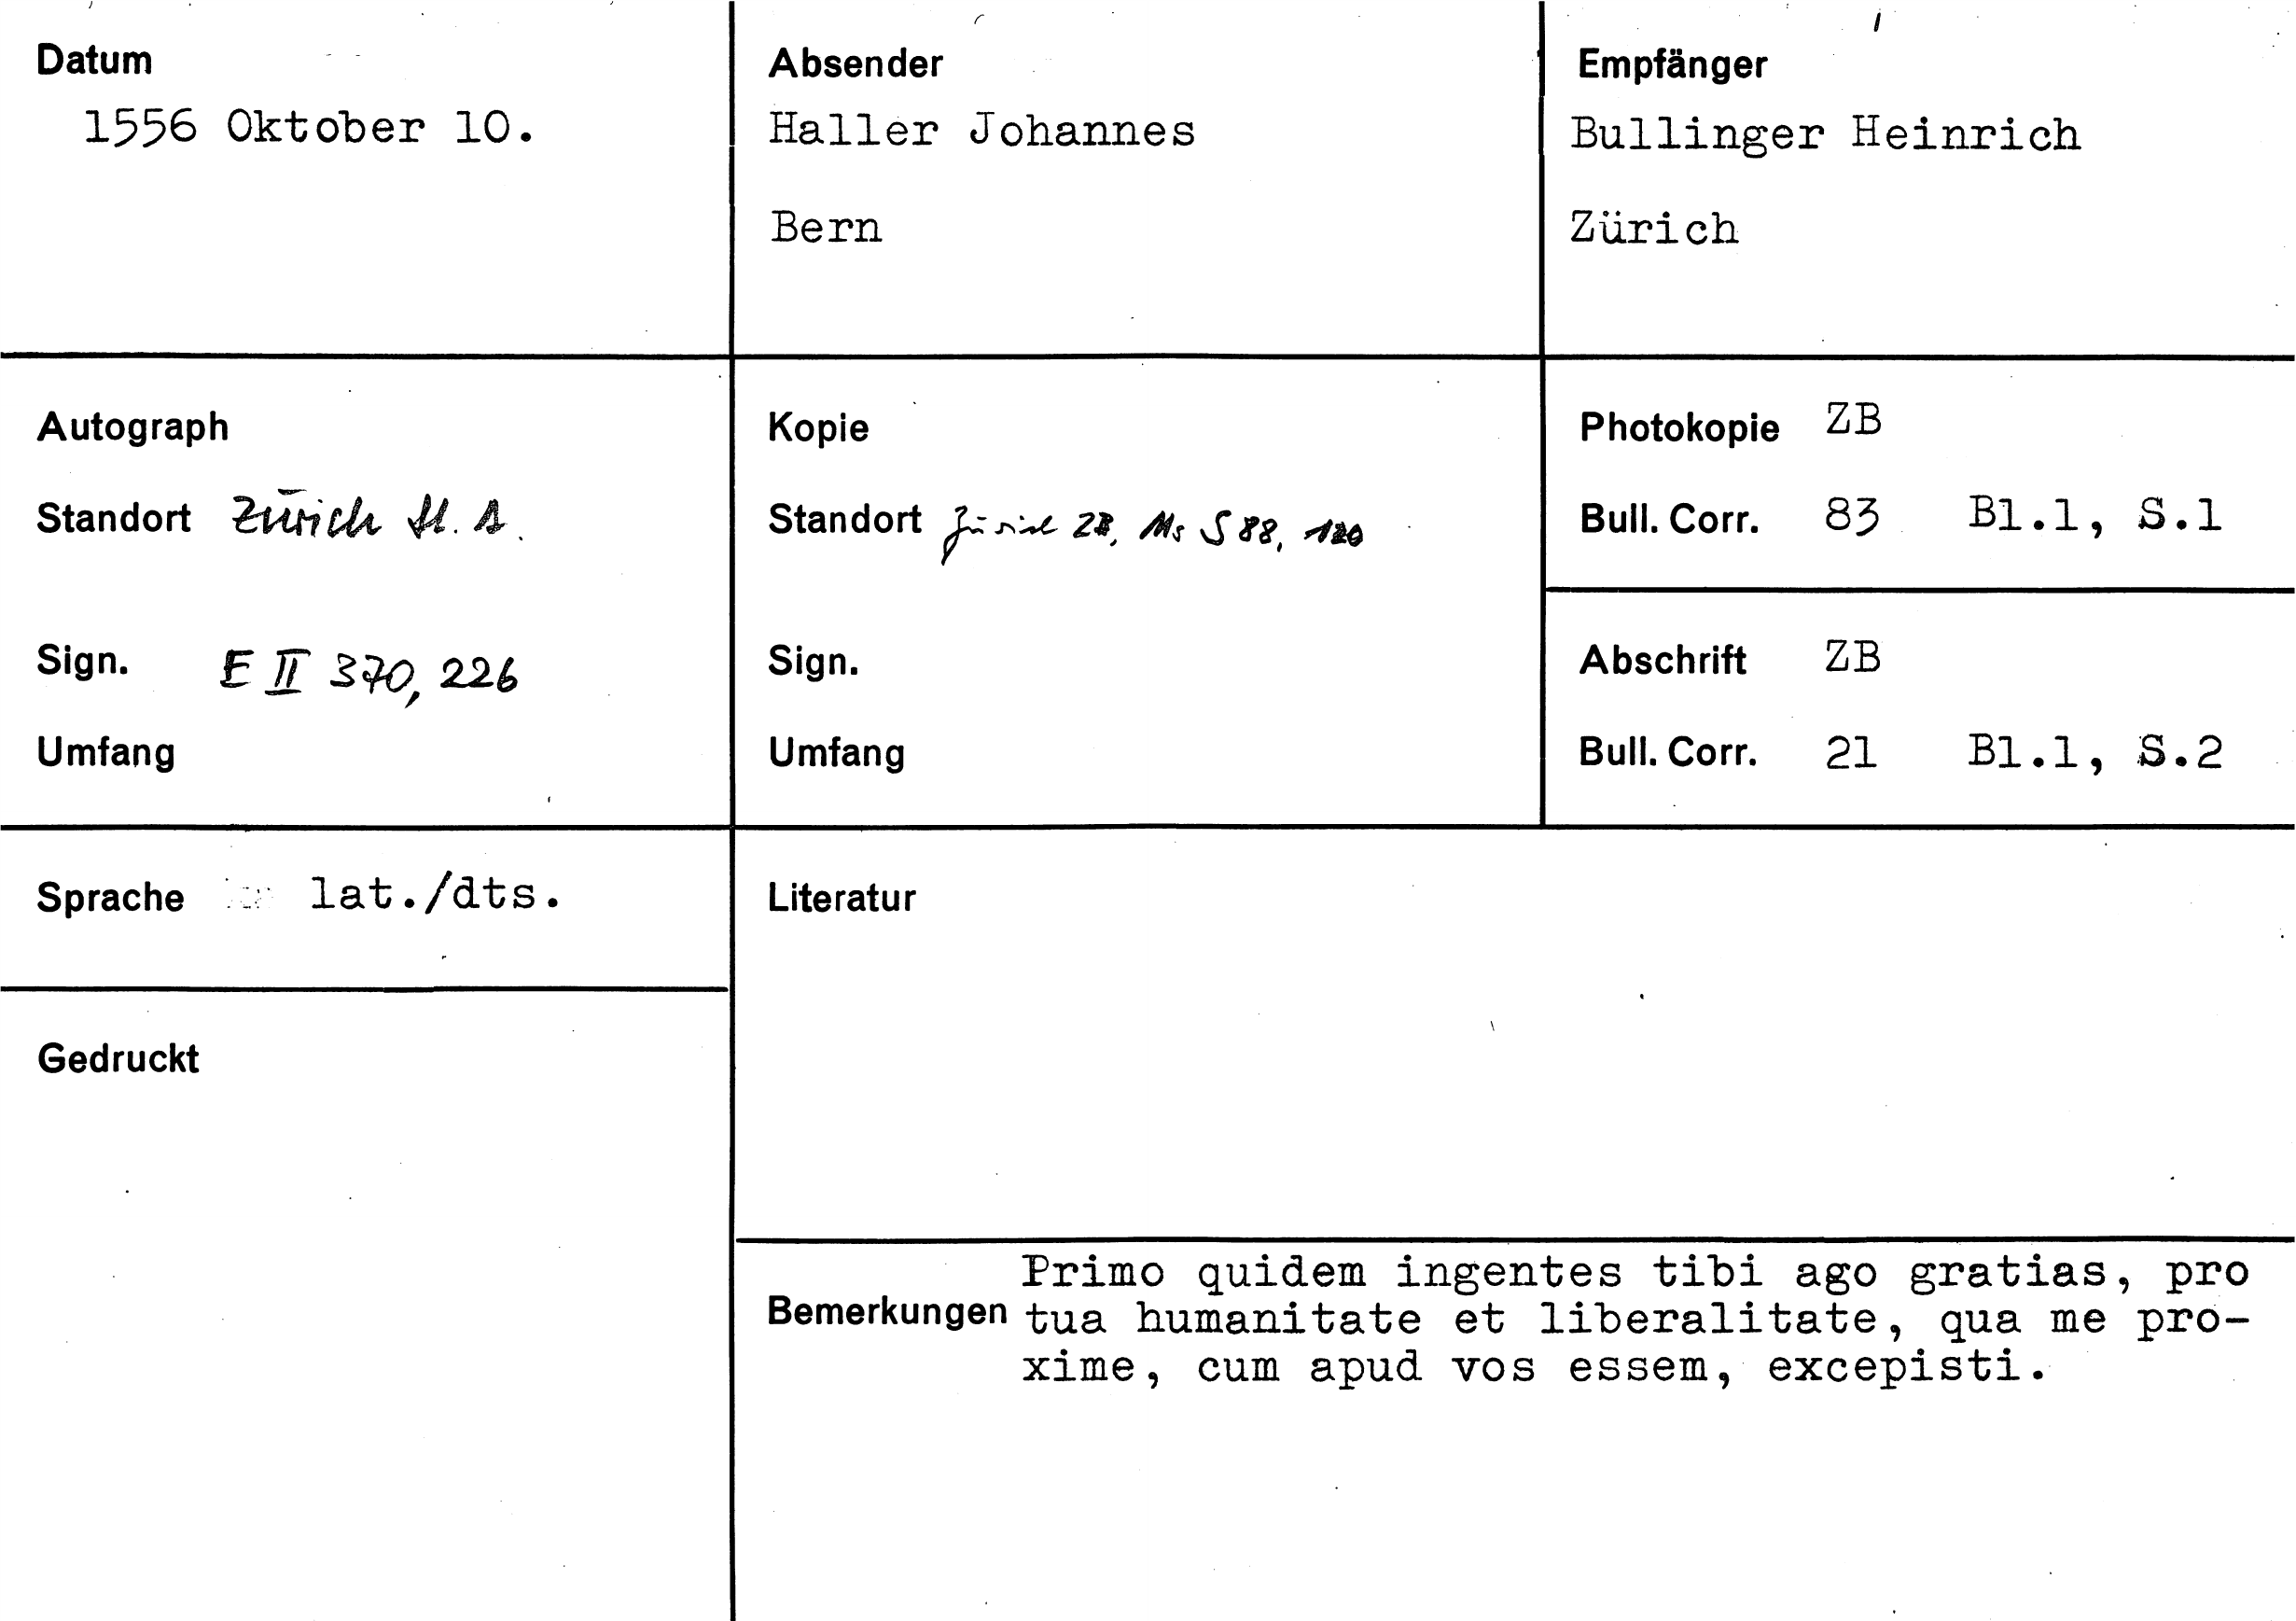 Datum
1556 Oktober 10.
Absender
Haller Johannes
Bern
Empfänger
Bullinger Heinrich
Zürich
Autograph
Standort Zürich St. A.
Sign. E II 370, 226
Umfang
Kopie
Standort Zürich ZB, Ms S 88, 120
Sign.
Umfang
Photokopie ZB
Bull. Corr. 83 Bl.1, S.1
Abschrift ZB
Bull. Corr. 21 Bl.1, S.2
Sprache lat./dts.
Gedruckt
Literatur
Bemerkungen
Primo quidem ingentes tibi ago gratias, pro
tua humanitate et liberalitate, qua me pro-
xime, cum apud vos essem, excepisti.